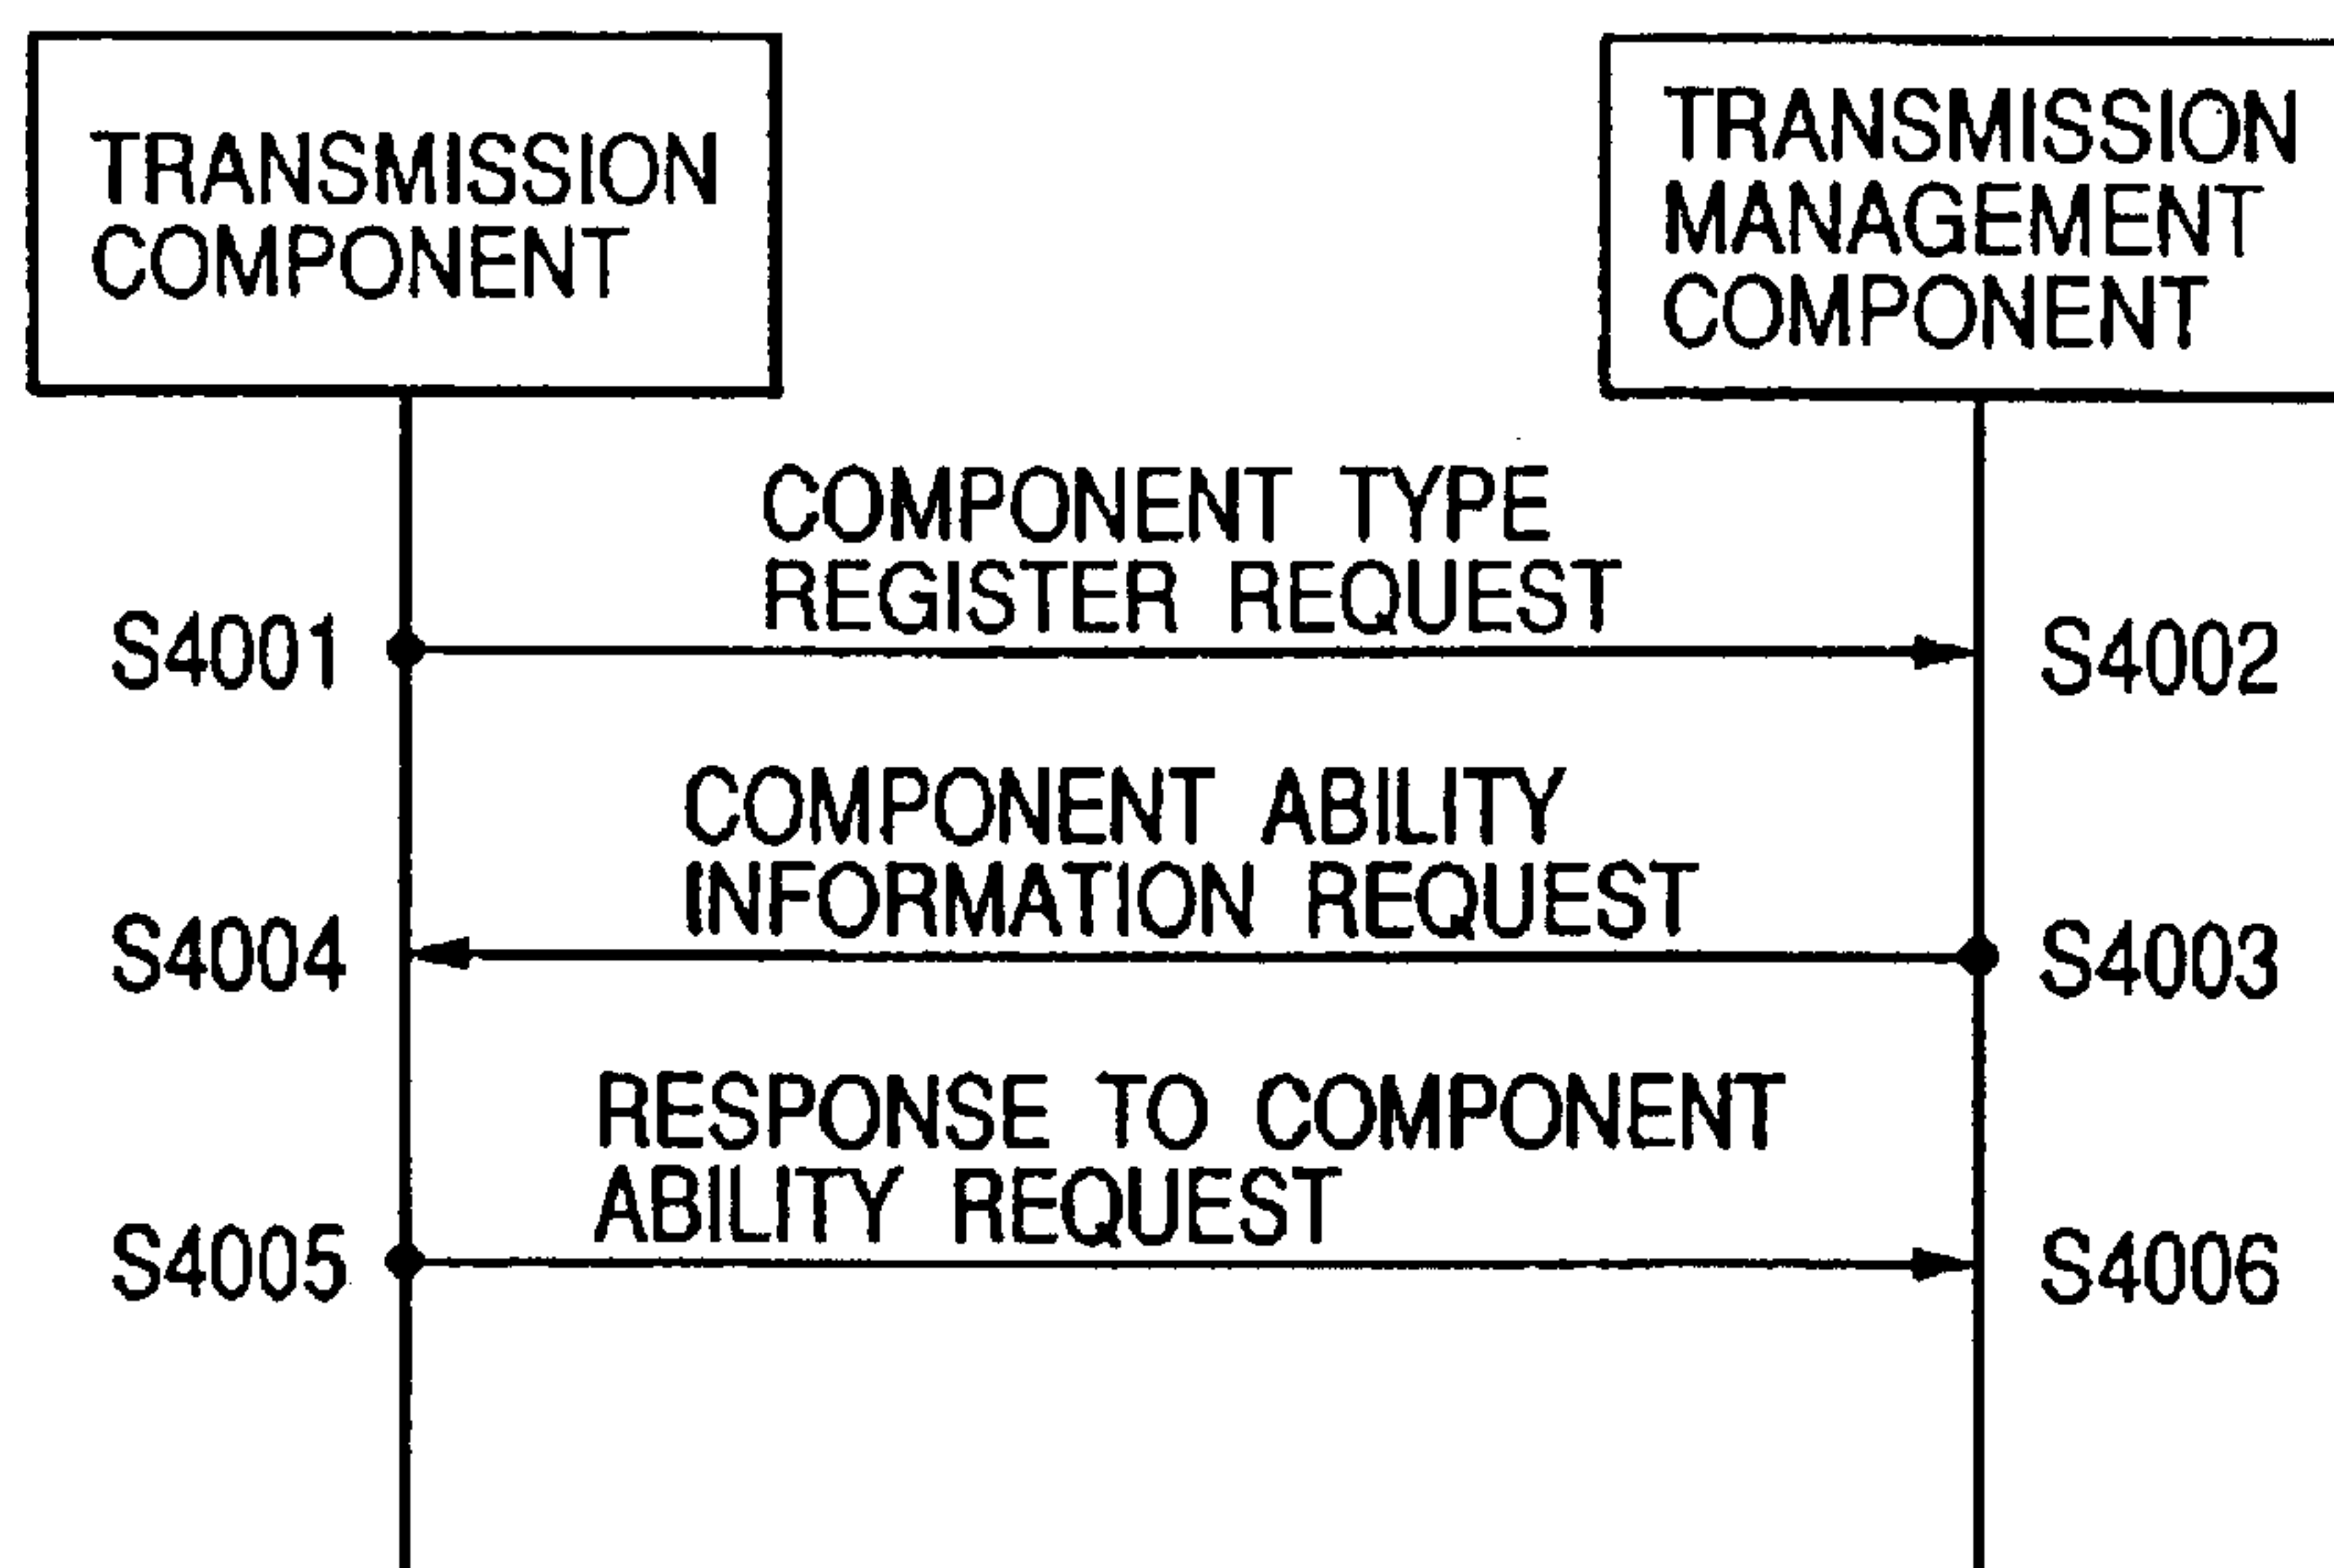 TRANSMISSION
COMPONENT
TRANSMISSION
MANAGEMENT
COMPONENT
COMPONENT TYPE
REGISTER REQUEST
S4001
S4002
COMPONENT ABILITY
INFORMATION REQUEST
S4004
S4003
RESPONSE TO COMPONENT
ABILITY REQUEST
S4005
S4006